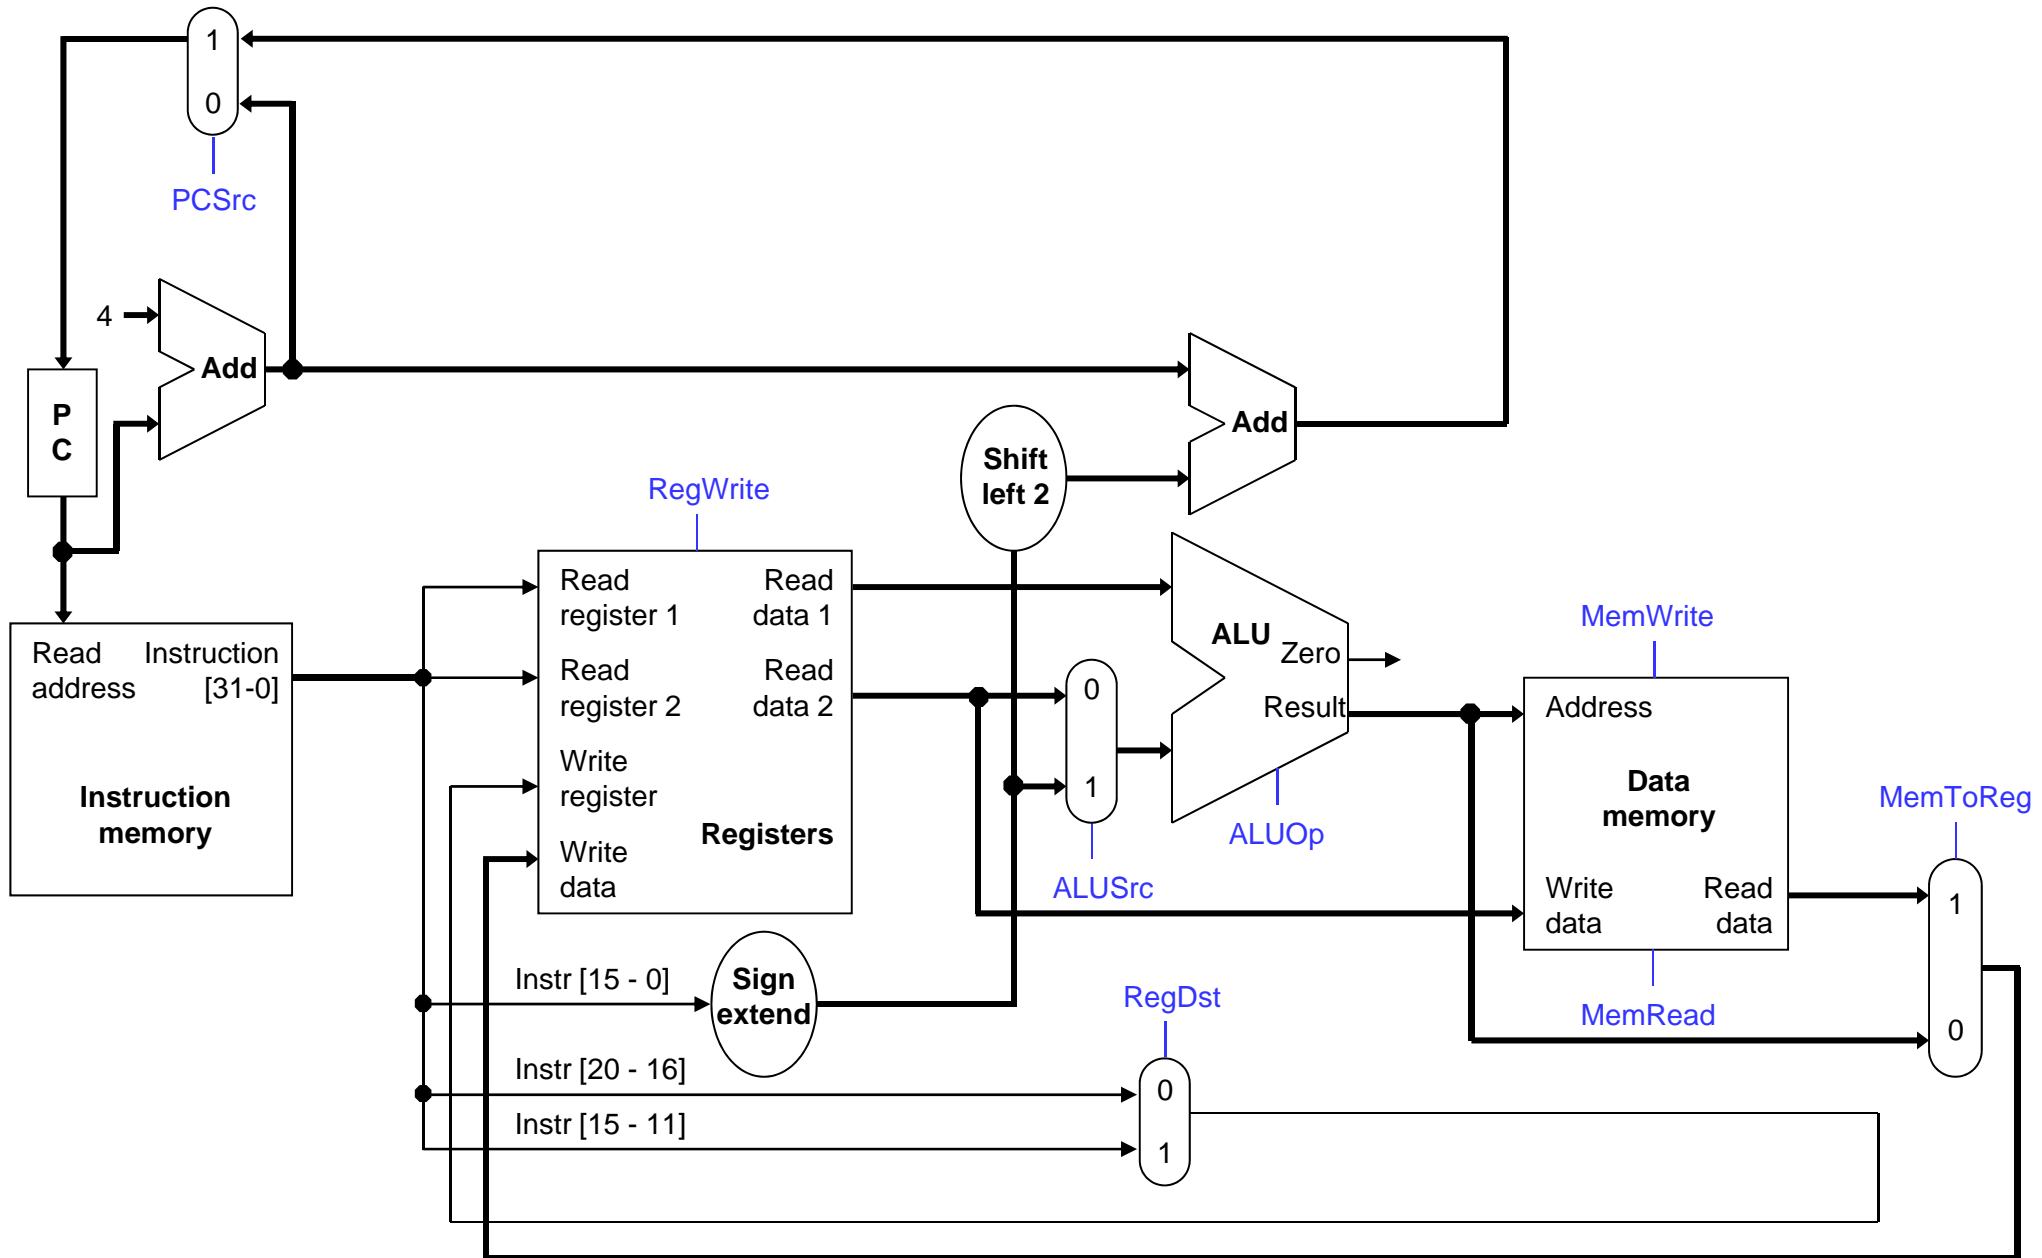 1
0
PCSrc
4
Add
P
C
Shift
left 2
Add
RegWrite
Read
register 1
Read
data 1
Read
register 2
Read
data 2
Write
register
Write
data
Registers
Read
address
Instruction
[31-0]
Instruction
memory
0
1
ALUSrc
ALU
Zero
Result
ALUOp
MemWrite
Address
Data
memory
Write
data
Read
data
MemRead
MemToReg
1
0
Instr [15 - 0]
Sign
extend
RegDst
Instr [20 - 16]
0
Instr [15 - 11]
1